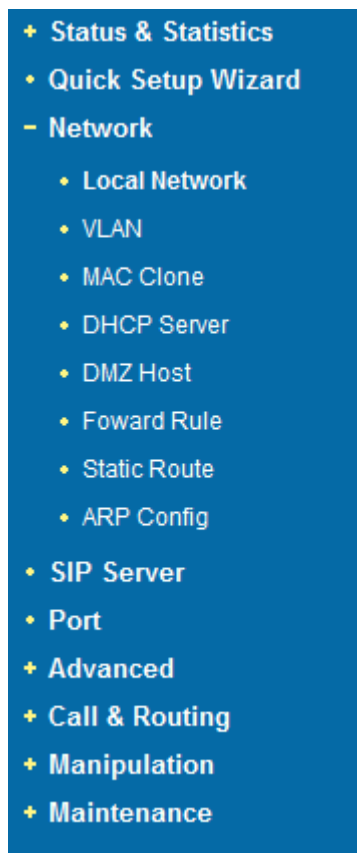 + Status & Statistics
• Quick Setup Wizard
− Network
• Local Network
• VLAN
• MAC Clone
• DHCP Server
• DMZ Host
• Foward Rule
• Static Route
• ARP Config
• SIP Server
• Port
+ Advanced
+ Call & Routing
+ Manipulation
+ Maintenance